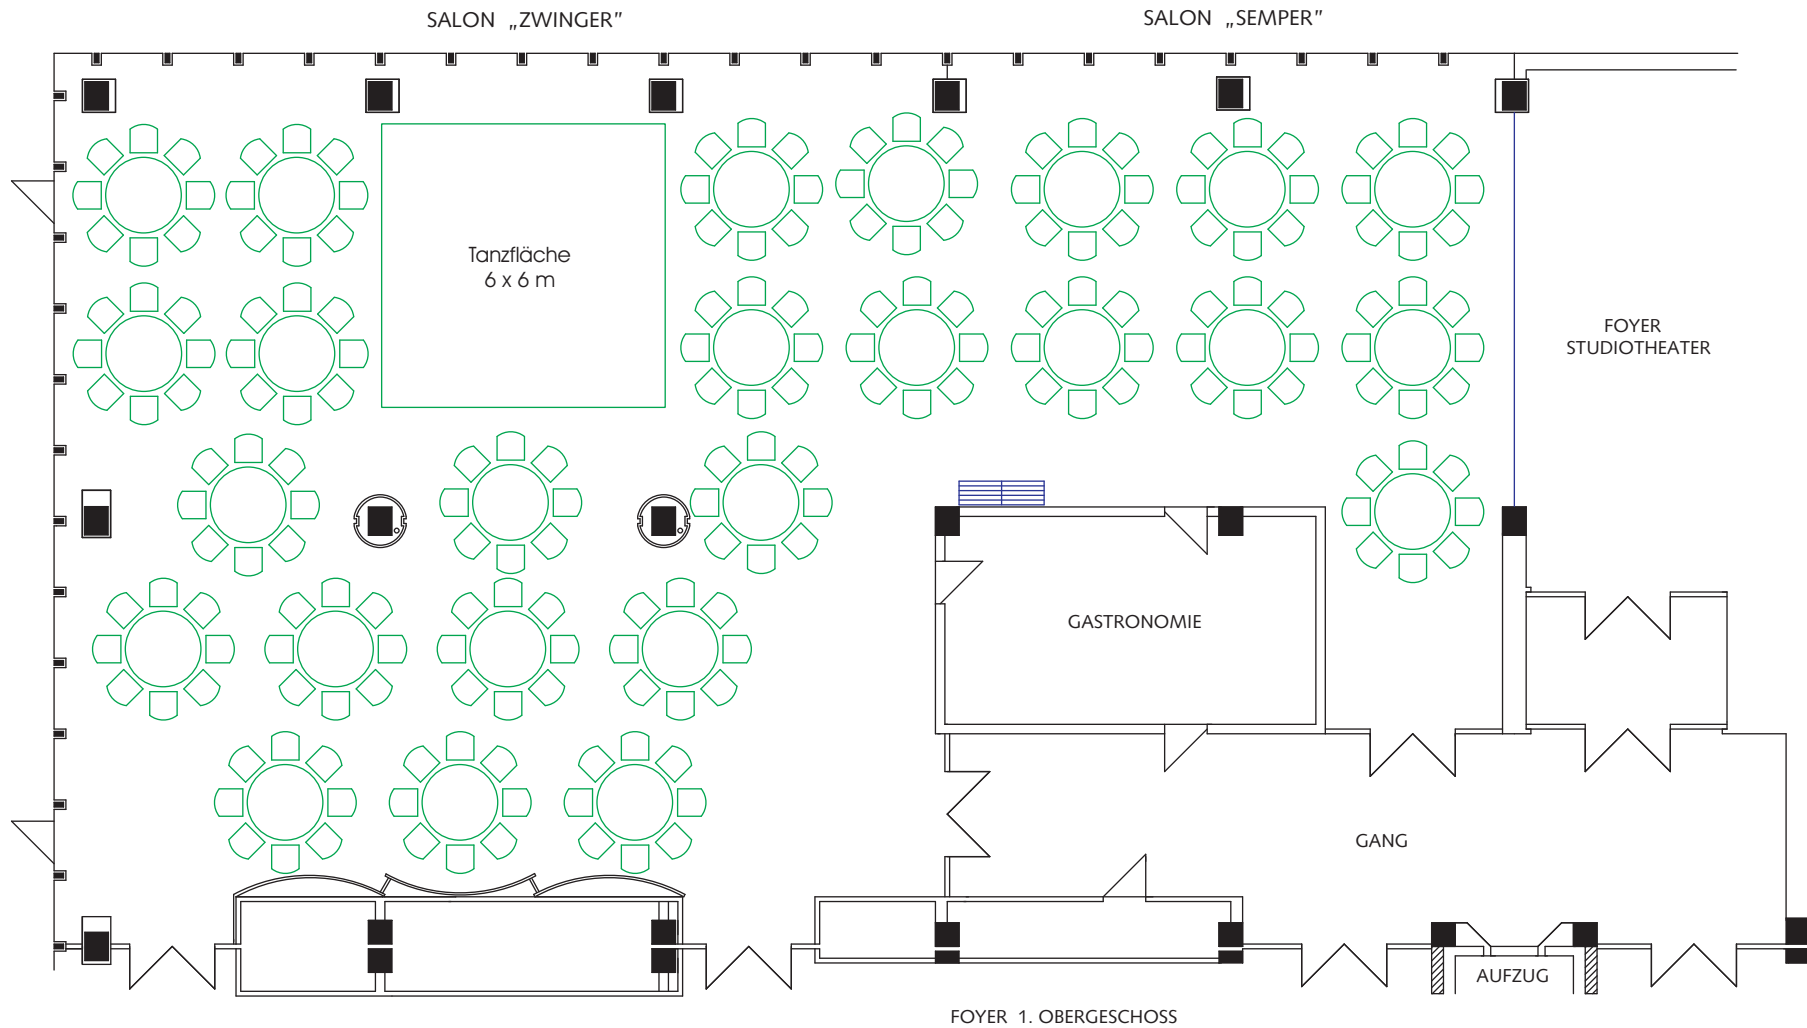 SALON „ZWINGER”
SALON „SEMPER”
Tanzfläche
6 x 6 m
FOYER
STUDIOTHEATER
GASTRONOMIE
GANG
AUFZUG
FOYER 1. OBERGESCHOSS